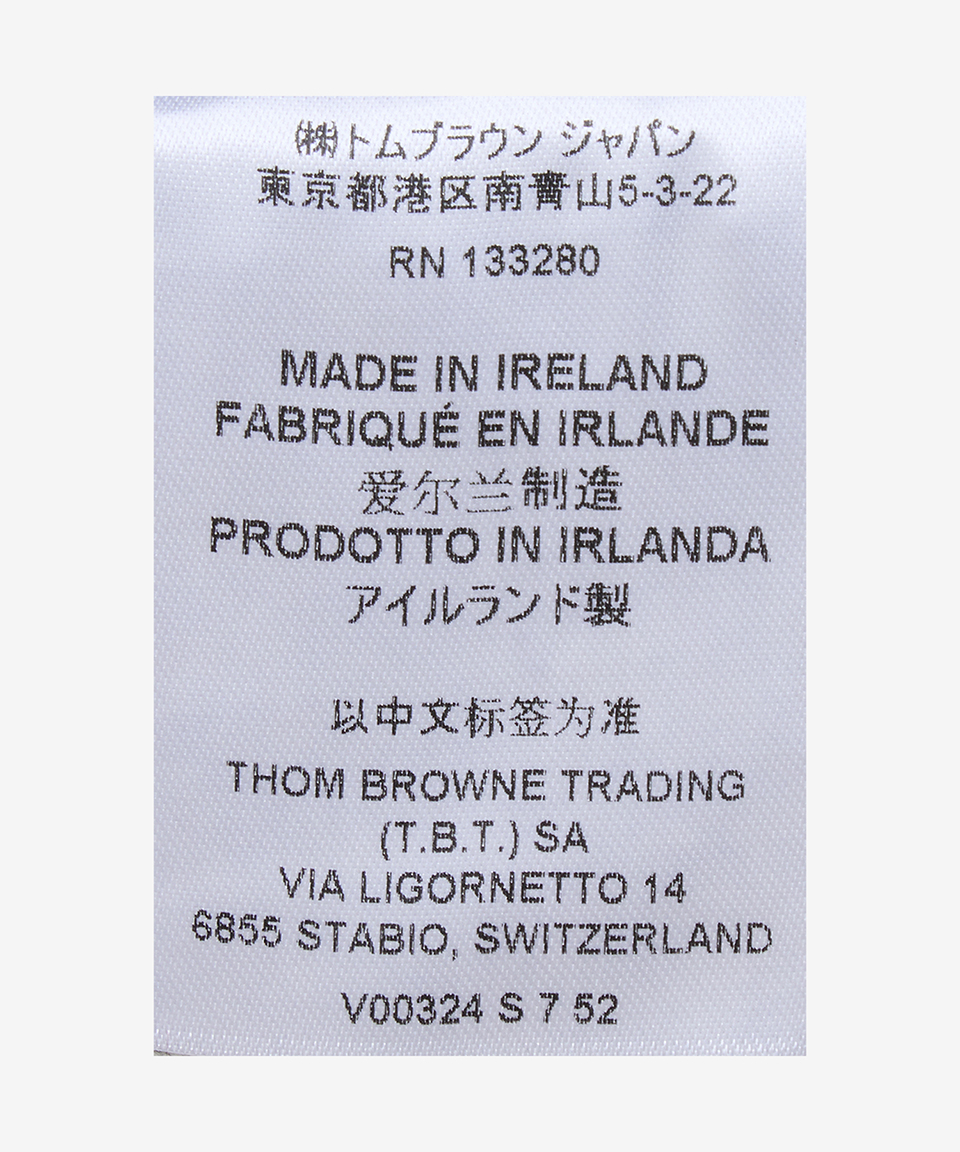 ㈱トムブラウン ジャパン
東京都港区南青山5-3-22
RN 133280
MADE IN IRELAND
FABRIQUÉ EN IRLANDE
爱尔兰制造
PRODOTTO IN IRLANDA
アイルランド製
以中文标签为准
THOM BROWNE TRADING
(T.B.T.) SA
VIA LIGORNETTO 14
6855 STABIO, SWITZERLAND
V00324 S 7 52